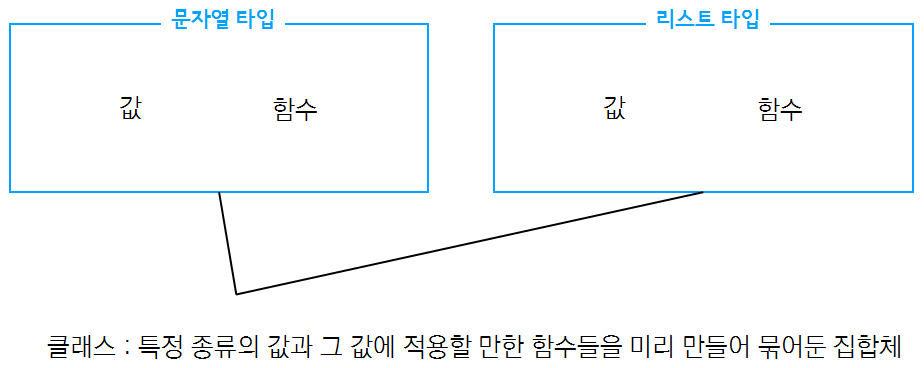 문자열 타입
리스트 타입
값 함수
값 함수
클래스 : 특정 종류의 값과 그 값에 적용할 만한 함수들을 미리 만들어 묶어둔 집합체